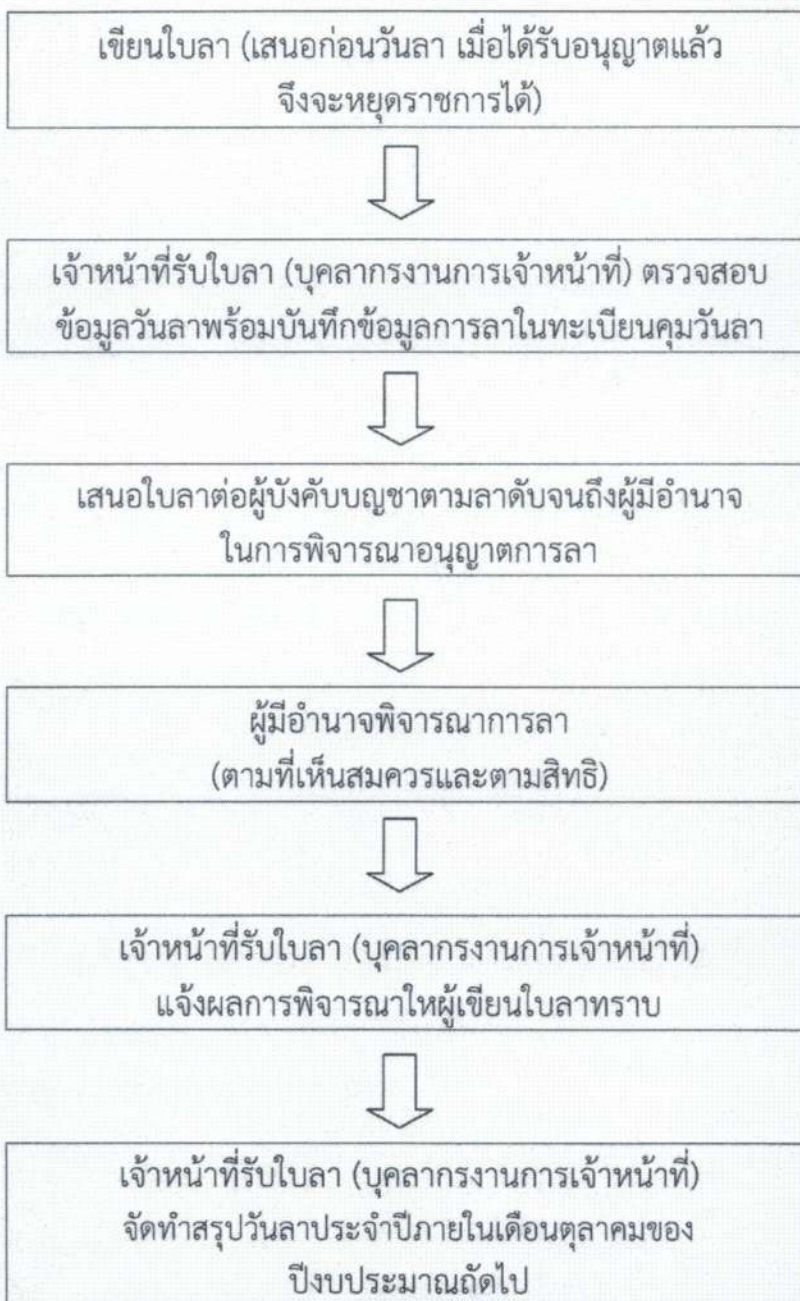 เขียนใบลา (เสนอก่อนวันลา เมื่อได้รับอนุญาตแล้ว
จึงจะหยุดราชการได้)
เจ้าหน้าที่รับใบลา (บุคลากรงานการเจ้าหน้าที่) ตรวจสอบ
ข้อมูลวันลาพร้อมบันทึกข้อมูลการลาในทะเบียนคุมวันลา
เสนอใบลาต่อผู้บังคับบญชาตามลาดับจนถึงผู้มีอำนาจ
ในการพิจารณาอนุญาตการลา
ผู้มีอำนาจพิจารณาการลา
(ตามที่เห็นสมควรและตามสิทธิ)
เจ้าหน้าที่รับใบลา (บุคลากรงานการเจ้าหน้าที่)
แจ้งผลการพิจารณาใหผู้เขียนใบลาทราบ
เจ้าหน้าที่รับใบลา (บุคลากรงานการเจ้าหน้าที่)
จัดทำสรุปวันลาประจำปีภายในเดือนตุลาคมของ
ปีงบประมาณถัดไป